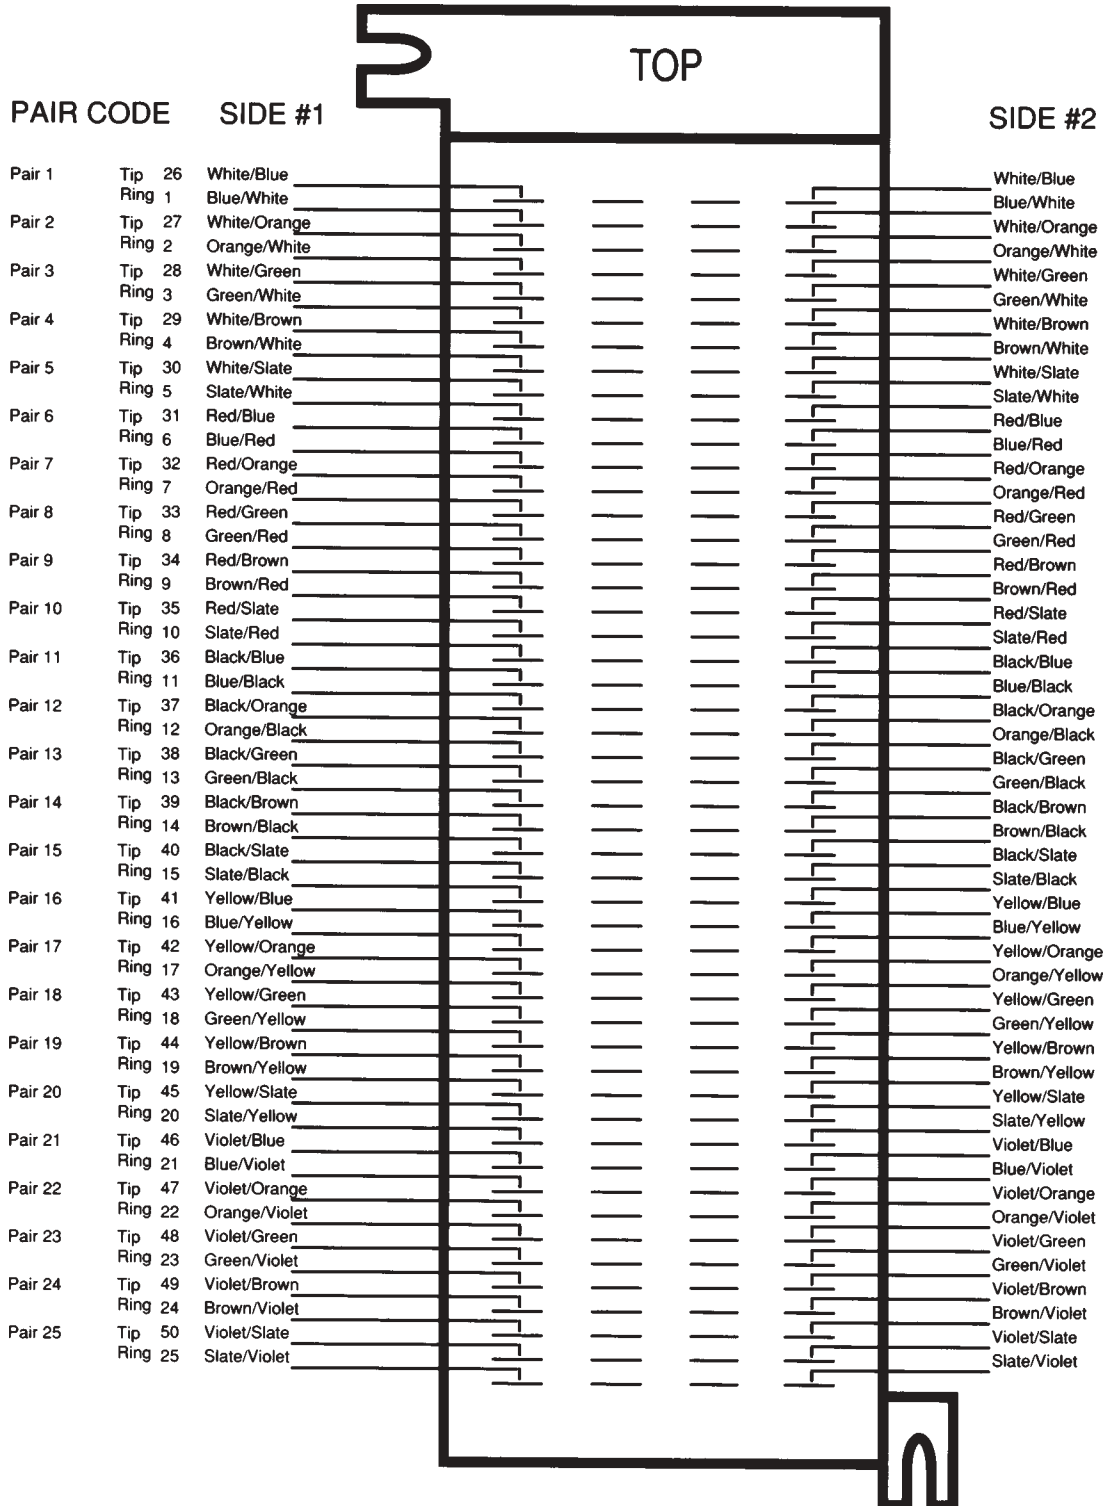 TOP
PAIR CODE SIDE #1 SIDE #2
Pair 1 Tip 26 White/Blue White/Blue
Ring 1 Blue/White Blue/White
Pair 2 Tip 27 White/Orange White/Orange
Ring 2 Orange/White Orange/White
Pair 3 Tip 28 White/Green White/Green
Ring 3 Green/White Green/White
Pair 4 Tip 29 White/Brown White/Brown
Ring 4 Brown/White Brown/White
Pair 5 Tip 30 White/Slate White/Slate
Ring 5 Slate/White Slate/White
Pair 6 Tip 31 Red/Blue Red/Blue
Ring 6 Blue/Red Blue/Red
Pair 7 Tip 32 Red/Orange Red/Orange
Ring 7 Orange/Red Orange/Red
Pair 8 Tip 33 Red/Green Red/Green
Ring 8 Green/Red Green/Red
Pair 9 Tip 34 Red/Brown Red/Brown
Ring 9 Brown/Red Brown/Red
Pair 10 Tip 35 Red/Slate Red/Slate
Ring 10 Slate/Red Slate/Red
Pair 11 Tip 36 Black/Blue Black/Blue
Ring 11 Blue/Black Blue/Black
Pair 12 Tip 37 Black/Orange Black/Orange
Ring 12 Orange/Black Orange/Black
Pair 13 Tip 38 Black/Green Black/Green
Ring 13 Green/Black Green/Black
Pair 14 Tip 39 Black/Brown Black/Brown
Ring 14 Brown/Black Brown/Black
Pair 15 Tip 40 Black/Slate Black/Slate
Ring 15 Slate/Black Slate/Black
Pair 16 Tip 41 Yellow/Blue Yellow/Blue
Ring 16 Blue/Yellow Blue/Yellow
Pair 17 Tip 42 Yellow/Orange Yellow/Orange
Ring 17 Orange/Yellow Orange/Yellow
Pair 18 Tip 43 Yellow/Green Yellow/Green
Ring 18 Green/Yellow Green/Yellow
Pair 19 Tip 44 Yellow/Brown Yellow/Brown
Ring 19 Brown/Yellow Brown/Yellow
Pair 20 Tip 45 Yellow/Slate Yellow/Slate
Ring 20 Slate/Yellow Slate/Yellow
Pair 21 Tip 46 Violet/Blue Violet/Blue
Ring 21 Blue/Violet Blue/Violet
Pair 22 Tip 47 Violet/Orange Violet/Orange
Ring 22 Orange/Violet Orange/Violet
Pair 23 Tip 48 Violet/Green Violet/Green
Ring 23 Green/Violet Green/Violet
Pair 24 Tip 49 Violet/Brown Violet/Brown
Ring 24 Brown/Violet Brown/Violet
Pair 25 Tip 50 Violet/Slate Violet/Slate
Ring 25 Slate/Violet Slate/Violet